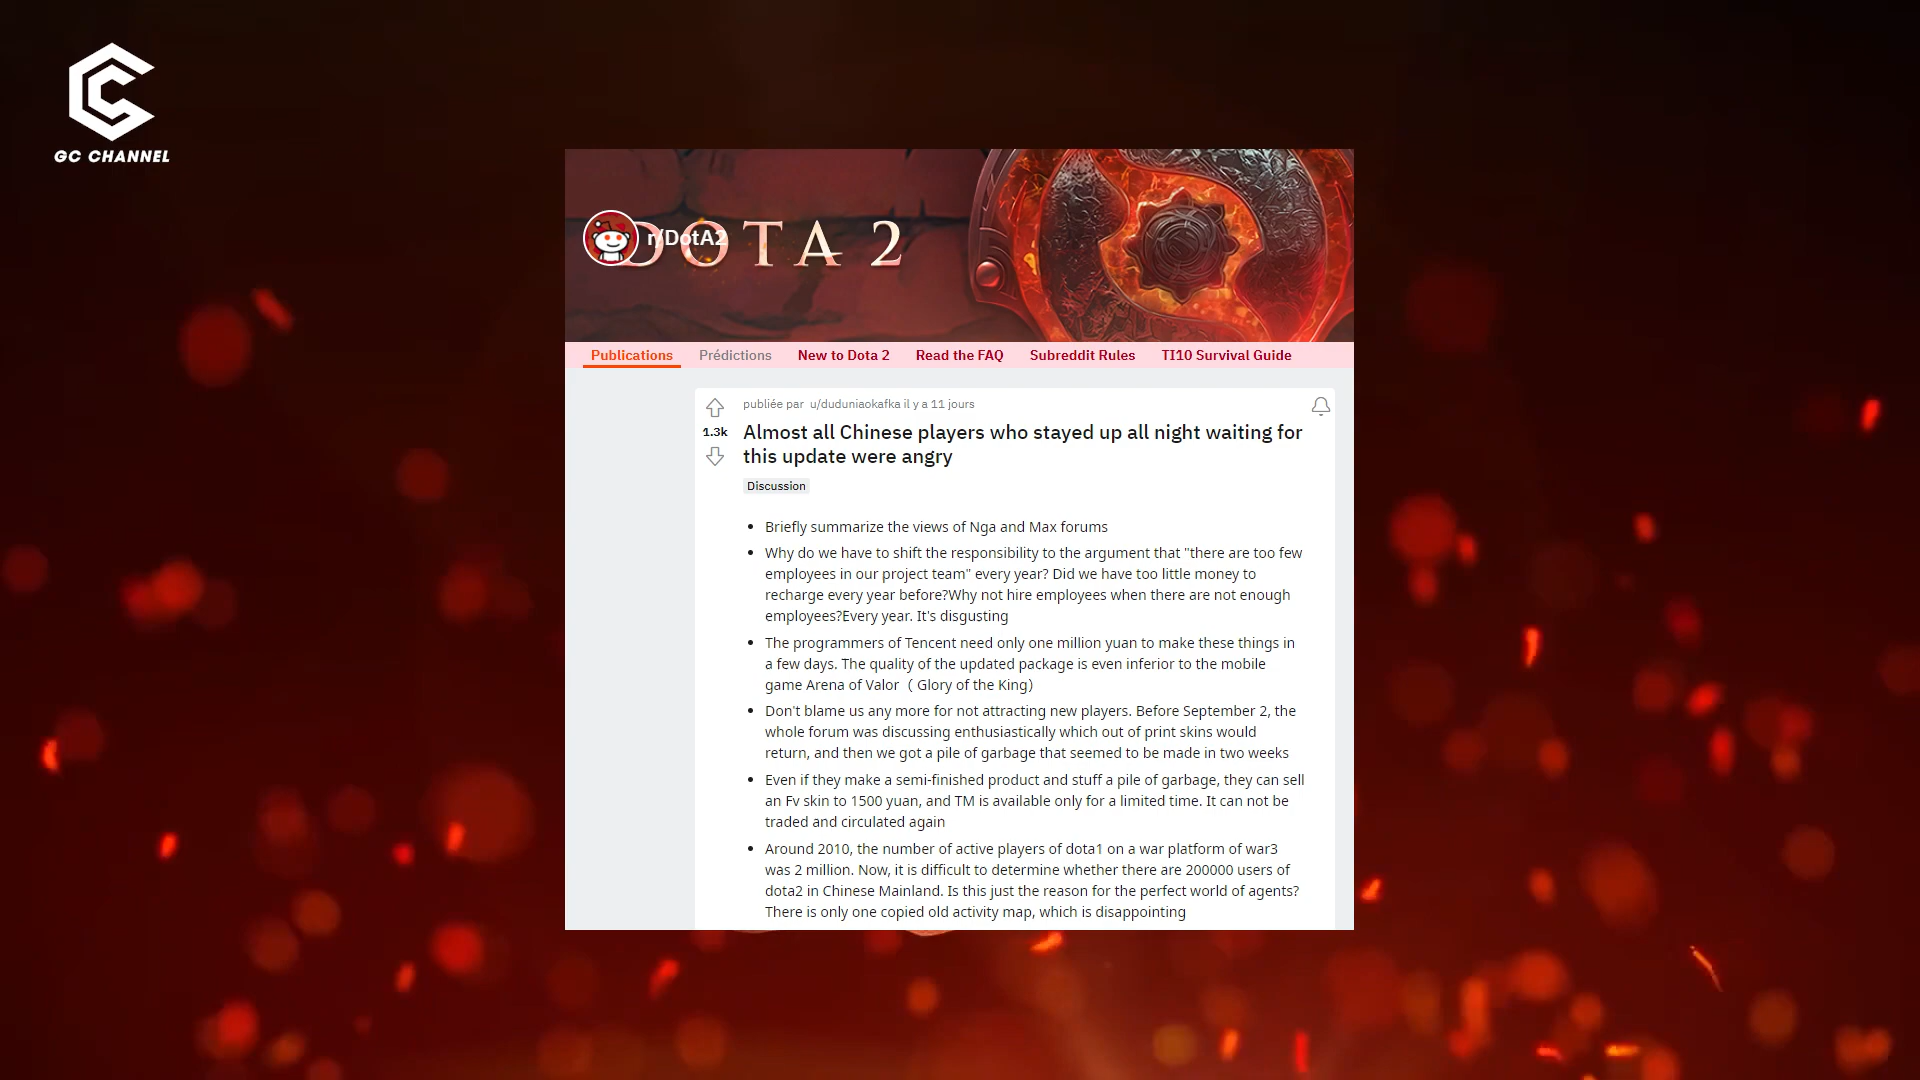 GC CHANNEL
DOTA 2
r/DotA2
Publications
Prédictions
New to Dota 2
Read the FAQ
Subreddit Rules
TI10 Survival Guide
publiée par u/duduniaokafka il y a 11 jours
1.3k
Almost all Chinese players who stayed up all night waiting for
this update were angry
Discussion
• Briefly summarize the views of Nga and Max forums
• Why do we have to shift the responsibility to the argument that "there are too few
employees in our project team" every year? Did we have too little money to
recharge every year before?Why not hire employees when there are not enough
employees?Every year. It's disgusting
• The programmers of Tencent need only one million yuan to make these things in
a few days. The quality of the updated package is even inferior to the mobile
game Arena of Valor（Glory of the King）
• Don't blame us any more for not attracting new players. Before September 2, the
whole forum was discussing enthusiastically which out of print skins would
return, and then we got a pile of garbage that seemed to be made in two weeks
• Even if they make a semi-finished product and stuff a pile of garbage, they can sell
an Fv skin to 1500 yuan, and TM is available only for a limited time. It can not be
traded and circulated again
• Around 2010, the number of active players of dota1 on a war platform of war3
was 2 million. Now, it is difficult to determine whether there are 200000 users of
dota2 in Chinese Mainland. Is this just the reason for the perfect world of agents?
There is only one copied old activity map, which is disappointing